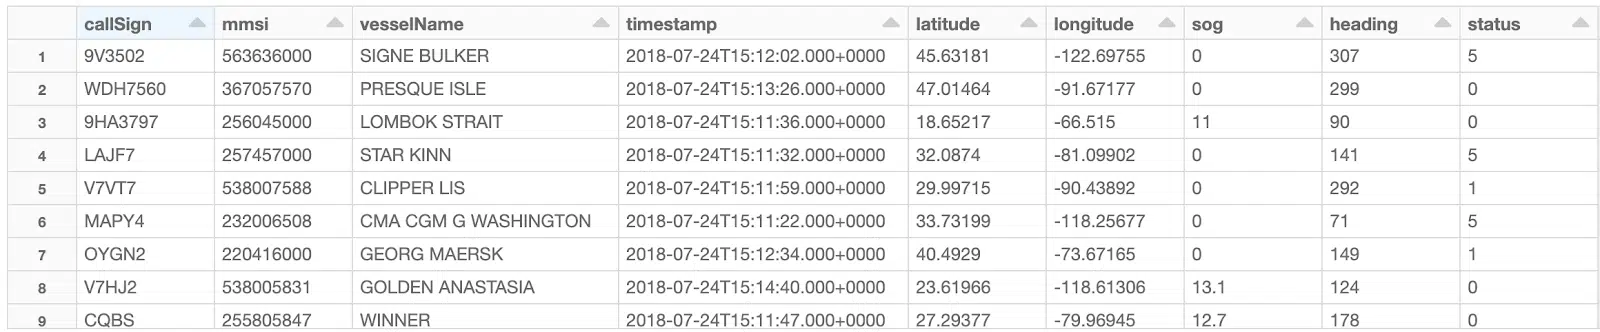 callSign mmsi vesselName timestamp latitude longitude sog heading status
1 9V3502 563636000 SIGNE BULKER 2018-07-24T15:12:02.000+0000 45.63181 -122.69755 0 307 5
2 WDH7560 367057570 PRESQUE ISLE 2018-07-24T15:13:26.000+0000 47.01464 -91.67177 0 299 0
3 9HA3797 256045000 LOMBOK STRAIT 2018-07-24T15:11:36.000+0000 18.65217 -66.515 11 90 0
4 LAJF7 257457000 STAR KINN 2018-07-24T15:11:32.000+0000 32.0874 -81.09902 0 141 5
5 V7VT7 538007588 CLIPPER LIS 2018-07-24T15:11:59.000+0000 29.99715 -90.43892 0 292 1
6 MAPY4 232006508 CMA CGM G WASHINGTON 2018-07-24T15:11:22.000+0000 33.73199 -118.25677 0 71 5
7 OYGN2 220416000 GEORG MAERSK 2018-07-24T15:12:34.000+0000 40.4929 -73.67165 0 149 1
8 V7HJ2 538005831 GOLDEN ANASTASIA 2018-07-24T15:14:40.000+0000 23.61966 -118.61306 13.1 124 0
9 CQBS 255805847 WINNER 2018-07-24T15:11:47.000+0000 27.29377 -79.96945 12.7 178 0